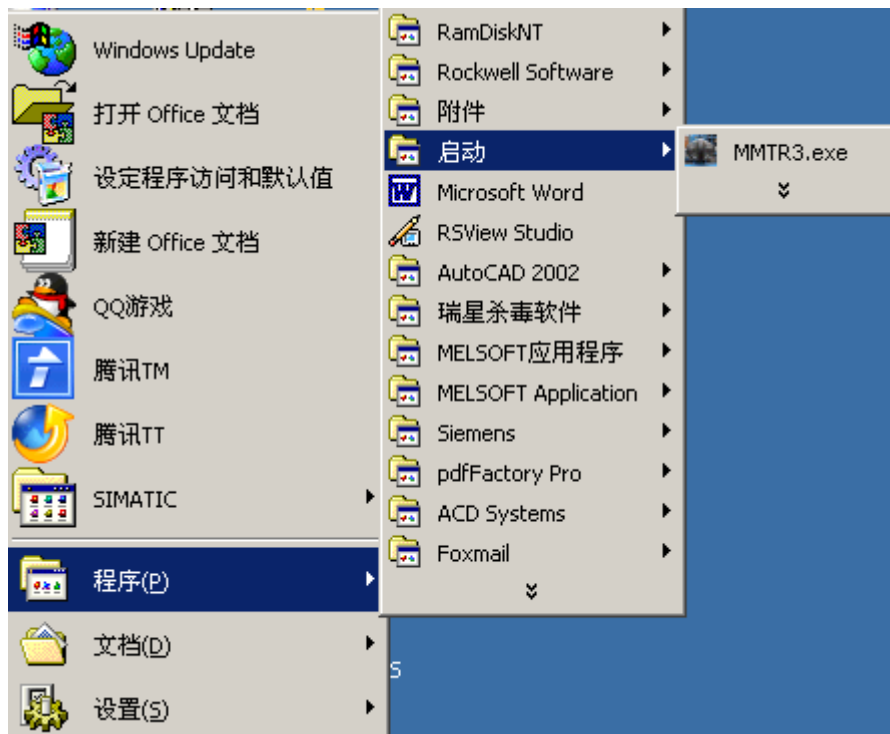 Windows Update
打开 Office 文档
设定程序访问和默认值
新建 Office 文档
QQ游戏
腾讯TM
腾讯TT
SIMATIC
程序(P)
文档(D)
设置(S)
RamDiskNT
Rockwell Software
附件
启动
Microsoft Word
RSView Studio
AutoCAD 2002
瑞星杀毒软件
MELSOFT应用程序
MELSOFT Application
Siemens
pdfFactory Pro
ACD Systems
Foxmail
MMTR3.exe
S